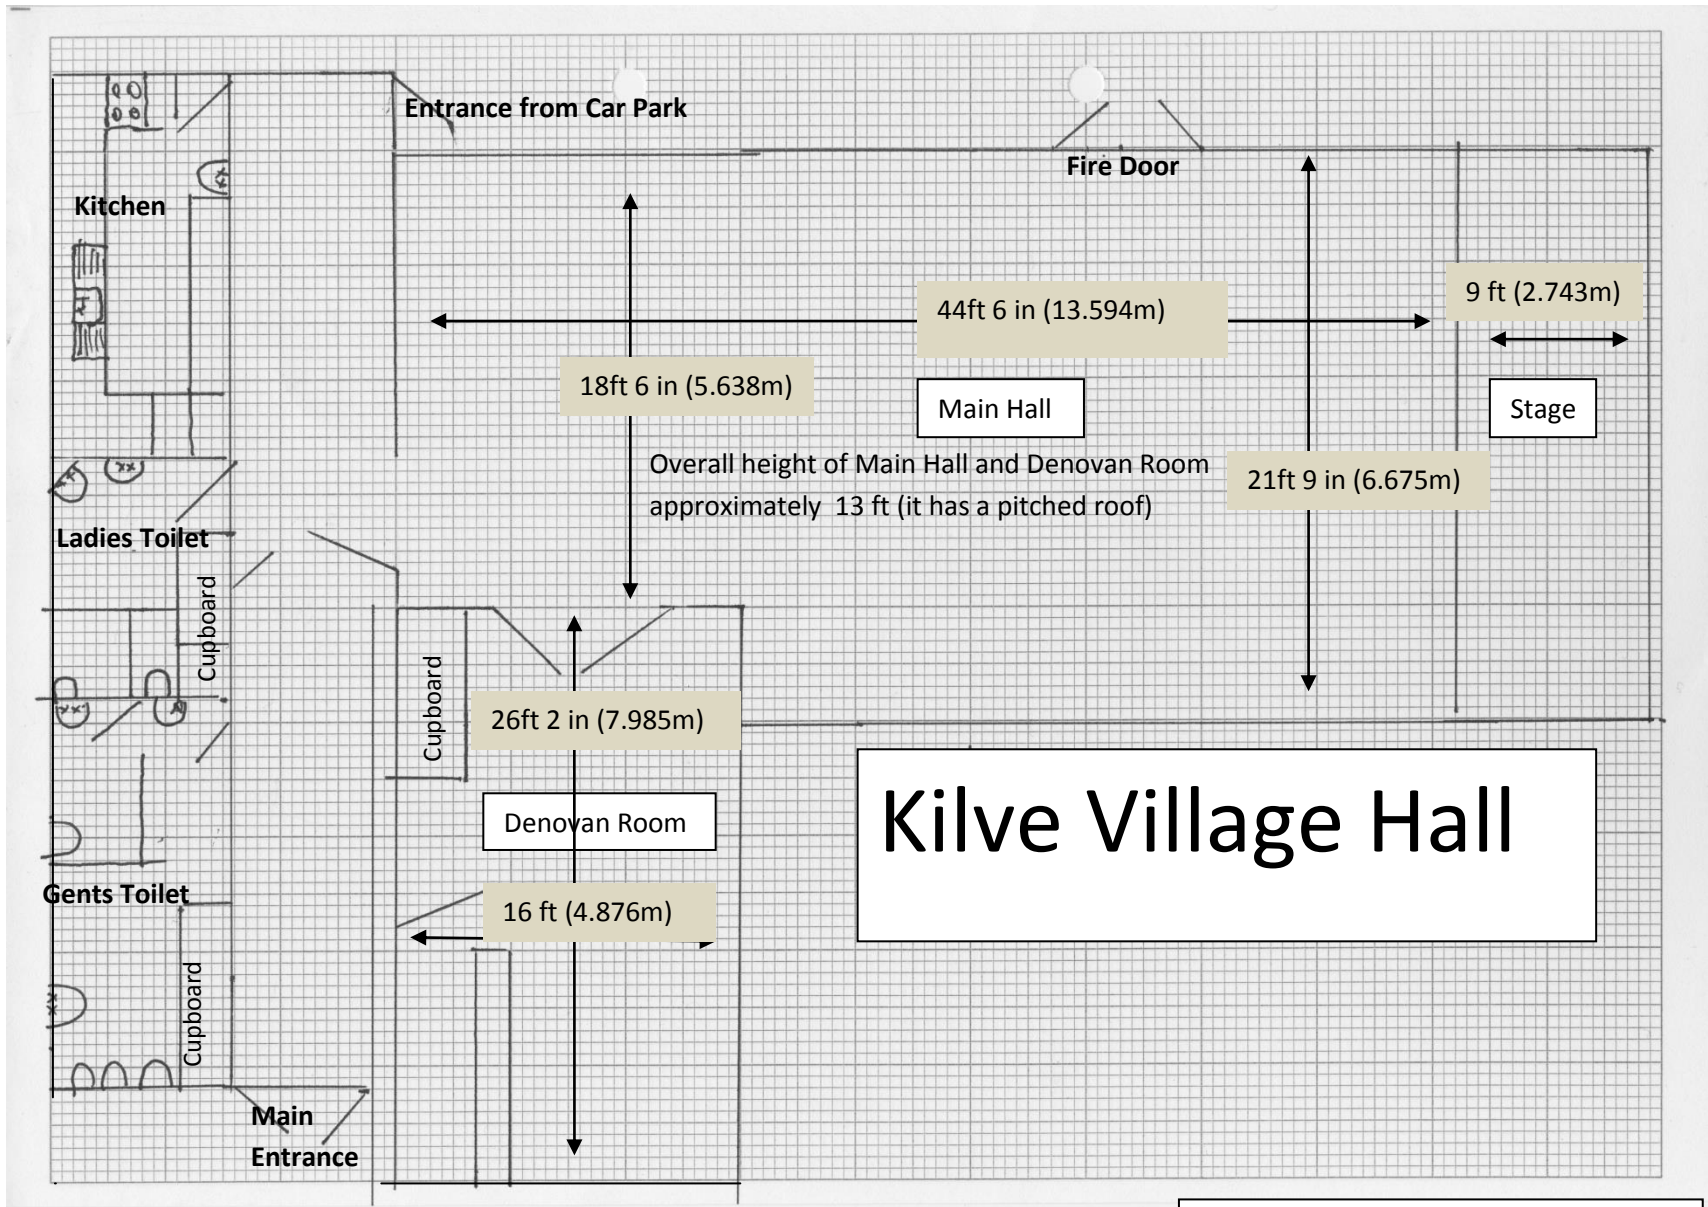 Entrance from Car Park
Fire Door
Kitchen
9 ft (2.743m)
44ft 6 in (13.594m)
18ft 6 in (5.638m)
Main Hall
Stage
Overall height of Main Hall and Denovan Room
approximately  13 ft (it has a pitched roof)
21ft 9 in (6.675m)
Ladies Toilet
Cupboard
Cupboard
26ft 2 in (7.985m)
Kilve Village Hall
Denovan Room
Gents Toilet
16 ft (4.876m)
Cupboard
Main
Entrance